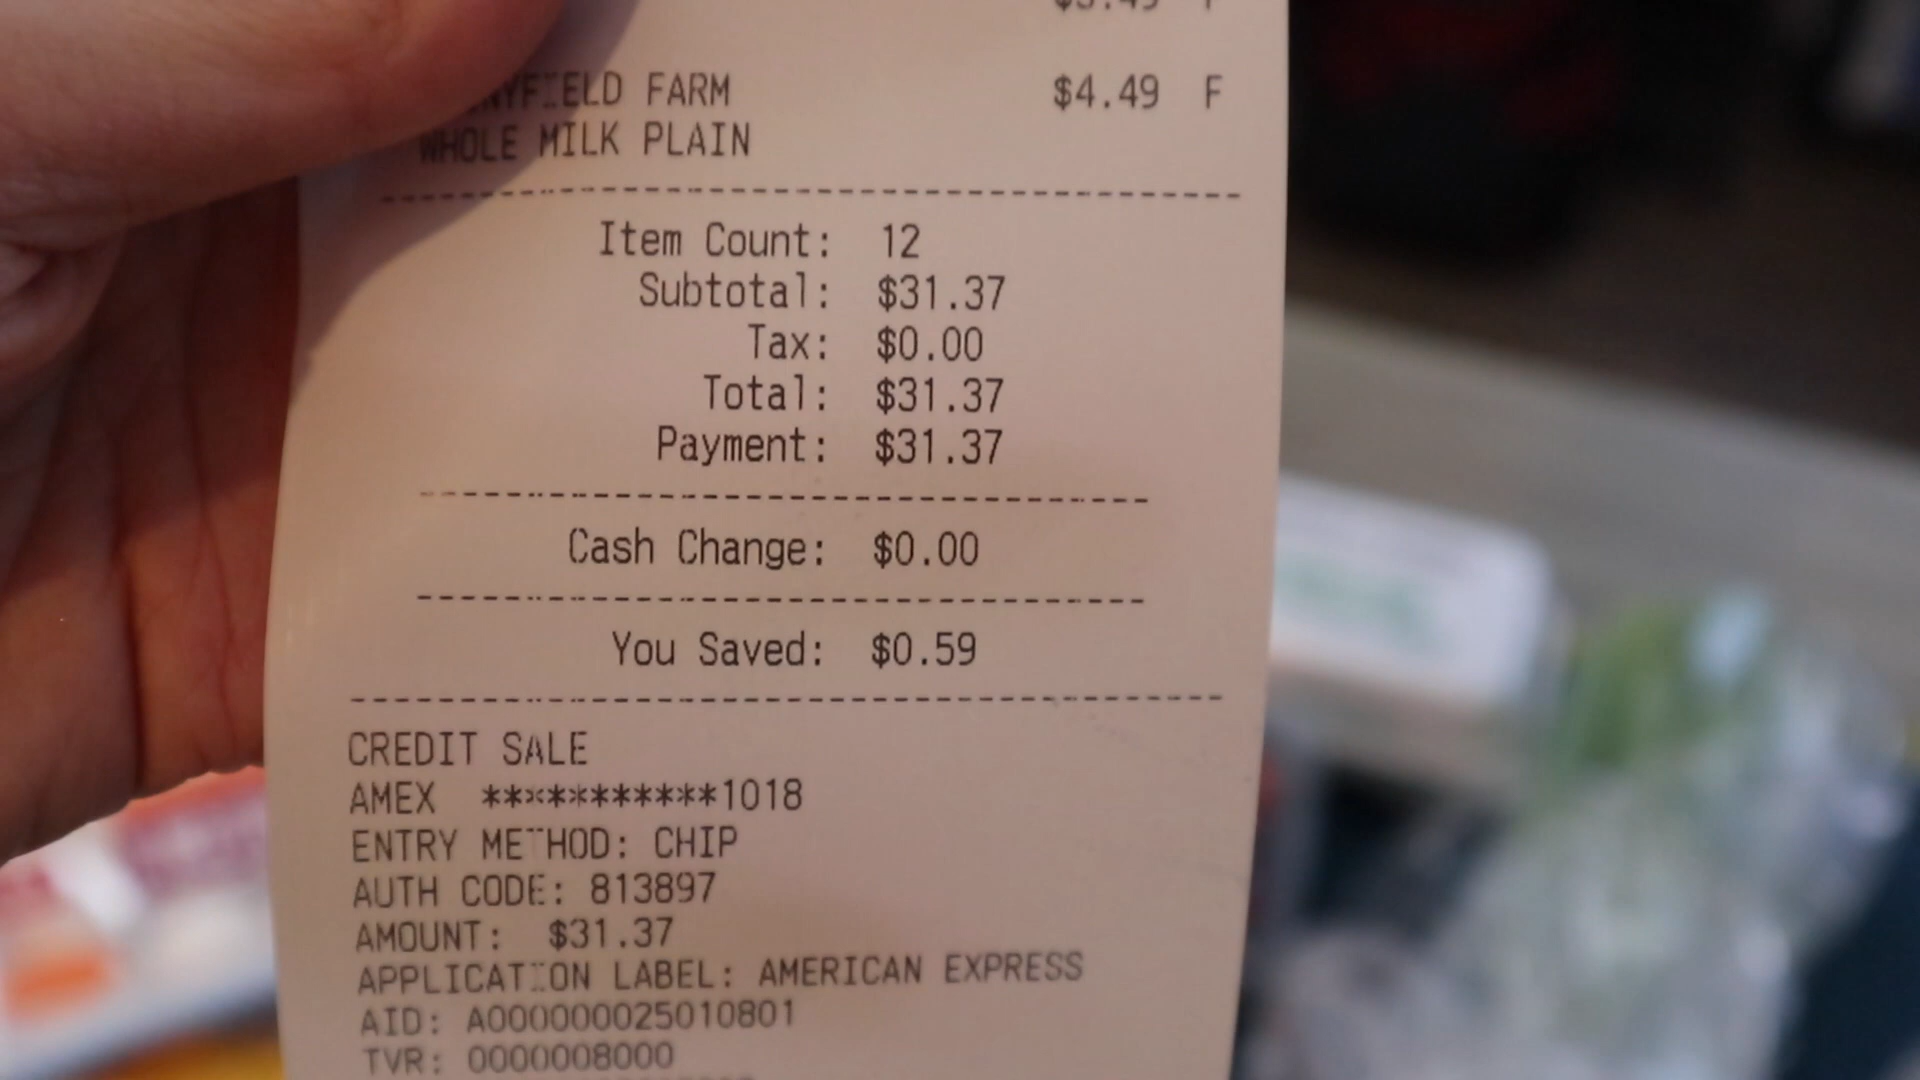 FARM $4.49 F
WHOLE MILK PLAIN
Item Count: 12
Subtotal: $31.37
Tax: $0.00
Total: $31.37
Payment: $31.37
Cash Change: $0.00
You Saved: $0.59
CREDIT SALE
AMEX ***********1018
ENTRY METHOD: CHIP
AUTH CODE: 813897
AMOUNT: $31.37
APPLICATION LABEL: AMERICAN EXPRESS
AID: A000000025010801
TVR: 0000008000